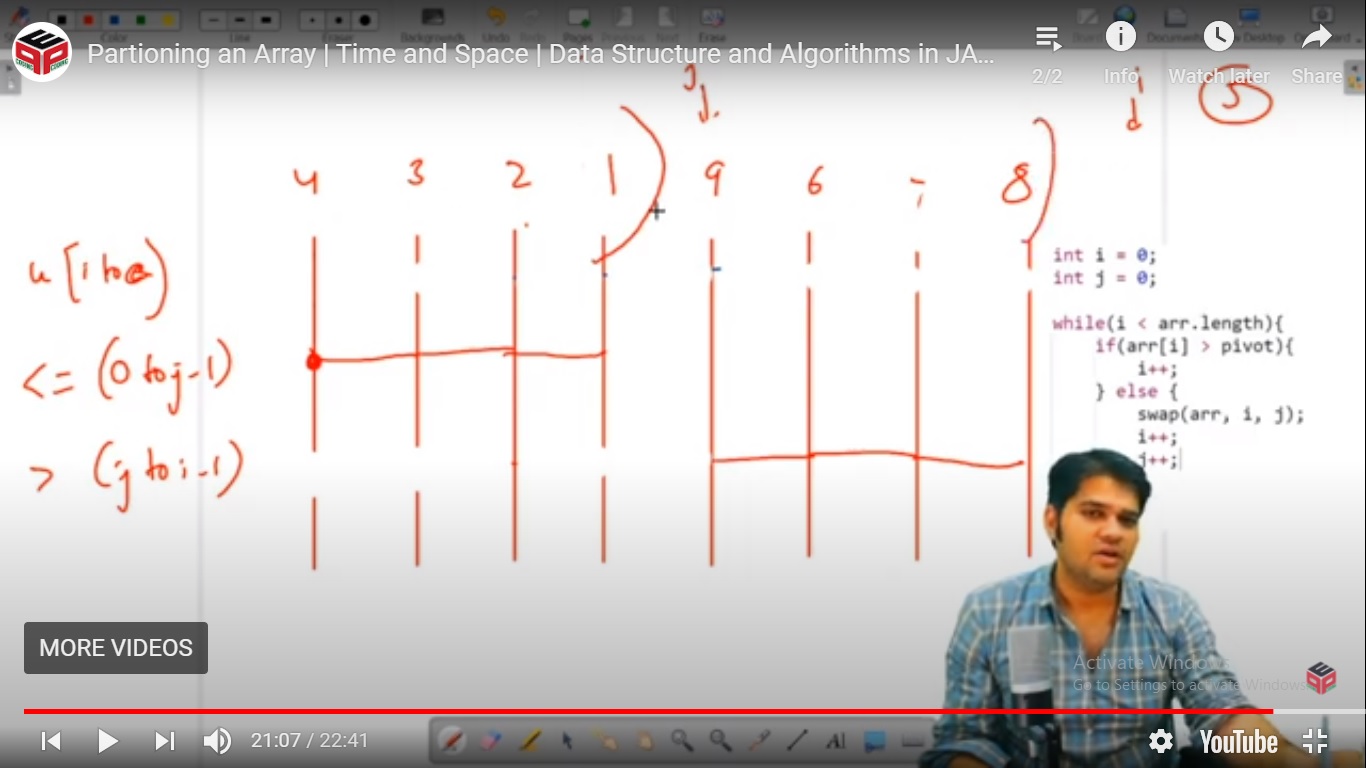 Color
Line
Eraser
Backgrounds
Undo
Redo
Pages
Previous
Next
Erase
Partioning an Array | Time and Space | Data Structure and Algorithms in JA...
2/2
Info
Watch later
Share
j
j.
i
5
4 3 2 1 9 6 7 8
u [i to
<= (0 to j-1)
> (j to i-1)
int i = 0;
int j = 0;
while(i < arr.length){
if(arr[i] > pivot){
i++;
} else {
swap(arr, i, j);
i++;
j++;
MORE VIDEOS
Activate Windows
Go to Settings to activate Windows.
21:07 / 22:41
AI
YouTube